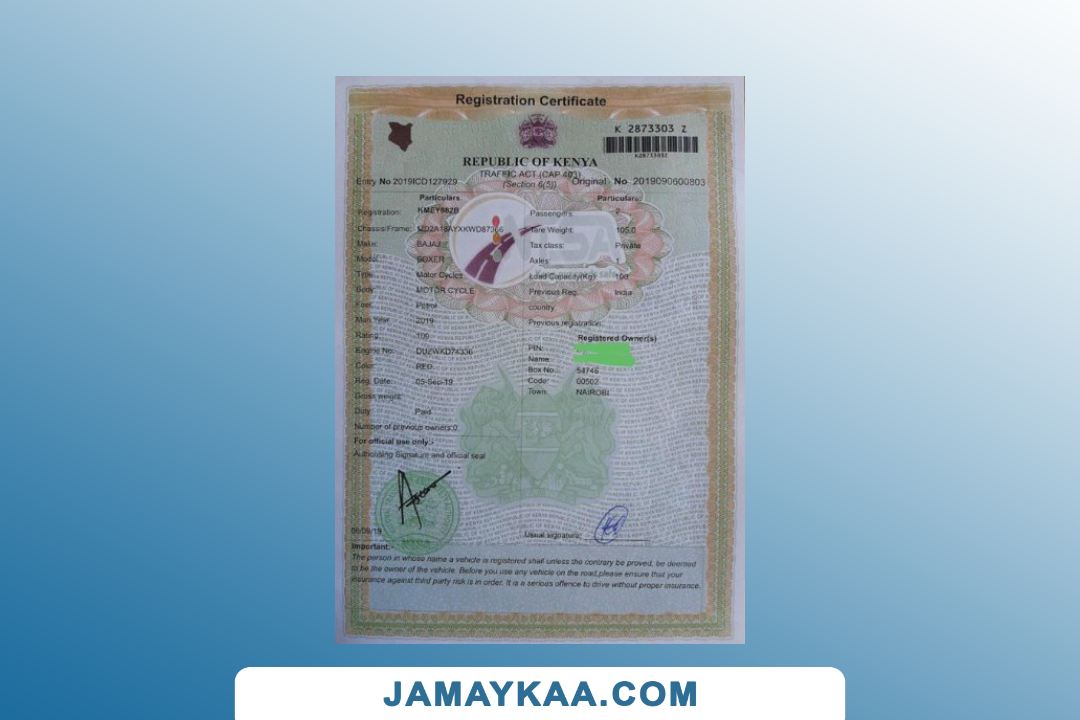 Registration Certificate
K 2873303 Z
REPUBLIC OF KENYA
TRAFFIC ACT (CAP 403)
(Section 6(5))
Entry No 2019ICD127929
Original No 2019090600803
Particulars
Registration: KMEY682B
Chassis/Frame: MD2A18AYXKWD87366
Make: BAJAJ
Model: BOXER
Type: Motor Cycles
Body: MOTOR CYCLE
Fuel: Petrol
Man Year 2019
Rating: 100
Engine No: DUZWKD74336
Color: RED
Reg. Date: 05-Sep-19
Gross weight:
Duty Paid
Number of previous owners:0
For official use only:-
Authorising Signature and official seal
06/09/19
Particulars
Passengers: 2
Tare Weight: 105.0
Tax class: Private
Axles:
Load Capacity(Kg): 100
Previous Reg. India
country
Previous registration:
Registered Owner(s)
PIN:
Name:
Box No: 54746
Code: 00502
Town: NAIROBI
Usual signature:
Important:-
The person in whose name a vehicle is registered shall unless the contrary be proved, be deemed
to be the owner of the vehicle. Before you use any vehicle on the road,please ensure that your
insurance against third party risk is in order. It is a serious offence to drive without proper insurance.
JAMAYKAA.COM